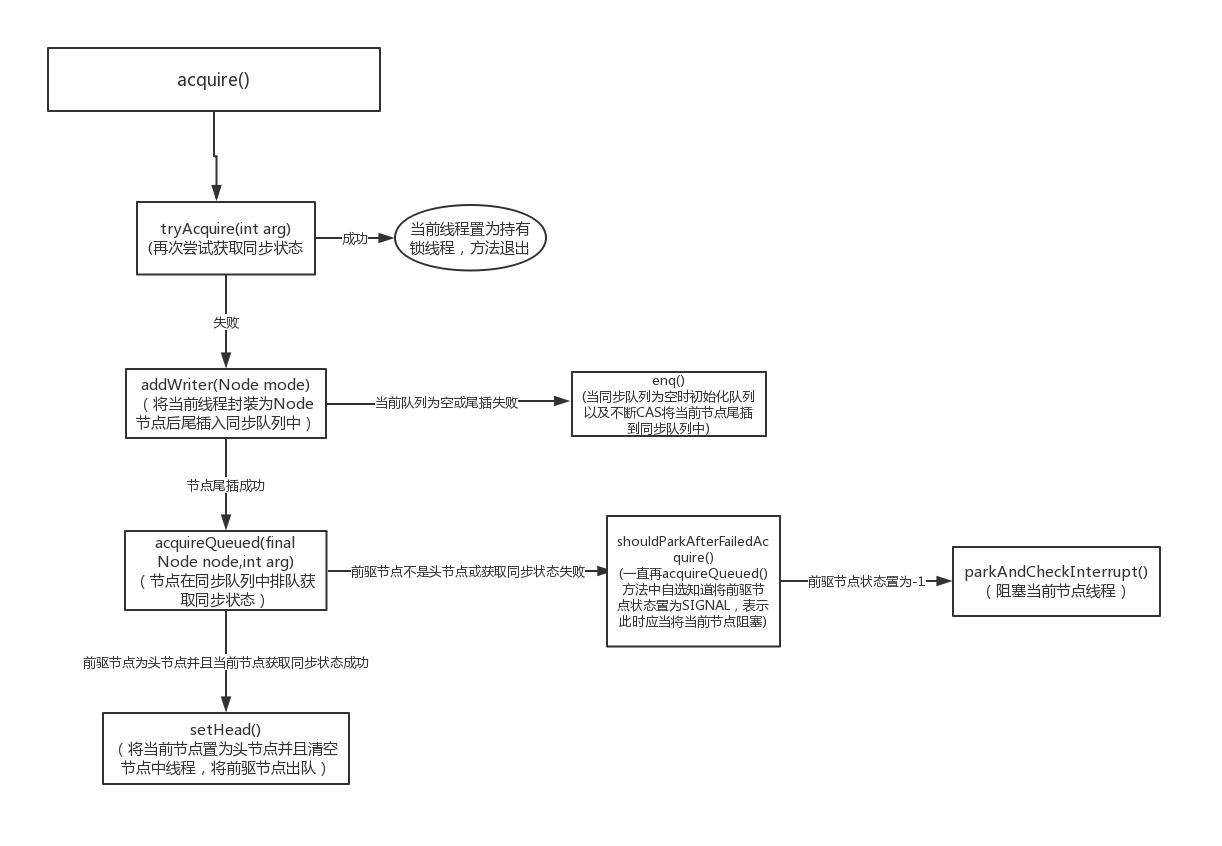 acquire()
tryAcquire(int arg)
(再次尝试获取同步状态
成功
当前线程置为持有
锁线程，方法退出
失败
addWriter(Node mode)
（将当前线程封装为Node
节点后尾插入同步队列中）
当前队列为空或尾插失败
enq()
(当同步队列为空时初始化队列
以及不断CAS将当前节点尾插
到同步队列中)
节点尾插成功
acquireQueued(final
Node node,int arg)
（节点在同步队列中排队获
取同步状态）
前驱节点不是头节点或获取同步状态失败
shouldParkAfterFailedAc
quire()
(一直再acquireQueued()
方法中自选知道将前驱节
点状态置为SIGNAL，表示
此时应当将当前节点阻塞)
前驱节点状态置为-1
parkAndCheckInterrupt()
（阻塞当前节点线程）
前驱节点为头节点并且当前节点获取同步状态成功
setHead()
（将当前节点置为头节点并且清空
节点中线程，将前驱节点出队）